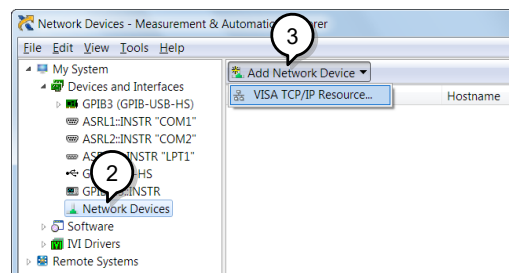 Network Devices - Measurement & Automatio rer
3
File Edit View Tools Help
My System
Devices and Interfaces
GPIB3 (GPIB-USB-HS)
ASRL1::INSTR "COM1"
ASRL2::INSTR "COM2"
"LPT1"
2
Network Devices
Software
IVI Drivers
Remote Systems
Add Network Device
VISA TCP/IP Resource...
Hostname